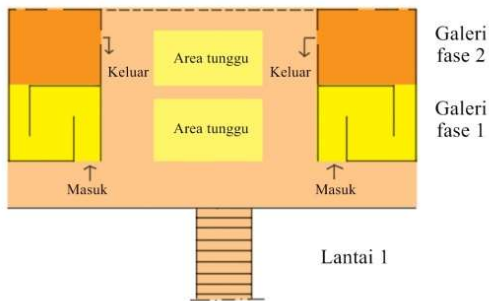 Galeri
fase 2
Keluar
Area tunggu
Keluar
Galeri
fase 1
Area tunggu
Masuk
Masuk
Lantai 1